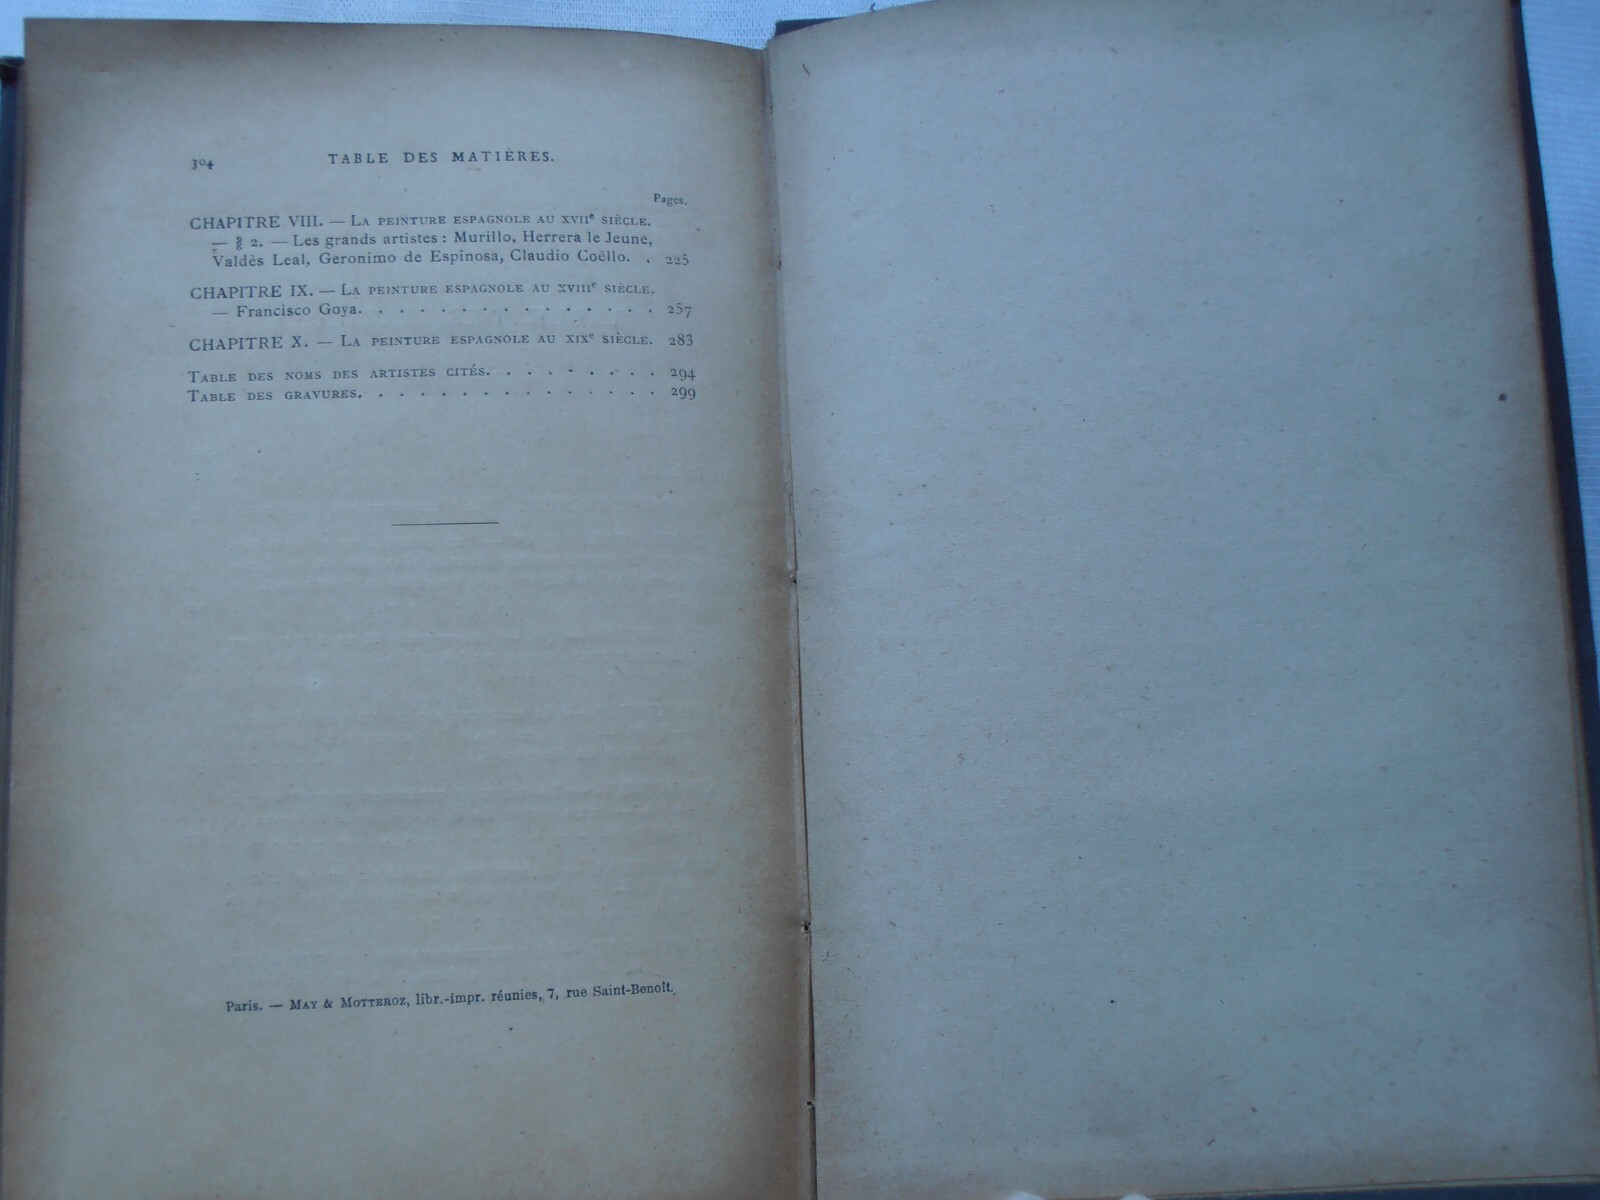 304 TABLE DES MATIÈRES.
Pages.
CHAPITRE VIII. — LA PEINTURE ESPAGNOLE AU XVIIe SIÈCLE.
— § 2. — Les grands artistes : Murillo, Herrera le Jeune,
Valdès Leal, Geronimo de Espinosa, Claudio Coëllo. . 225
CHAPITRE IX. — LA PEINTURE ESPAGNOLE AU XVIIIe SIÈCLE.
— Francisco Goya. . . . . . . . . . . . . . . 257
CHAPITRE X. — LA PEINTURE ESPAGNOLE AU XIXe SIÈCLE. 283
TABLE DES NOMS DES ARTISTES CITÉS. . . . . . . . . 294
TABLE DES GRAVURES. . . . . . . . . . . . . . . 299
Paris. — MAY & MOTTEROZ, libr.-impr. réunies, 7, rue Saint-Benoît.